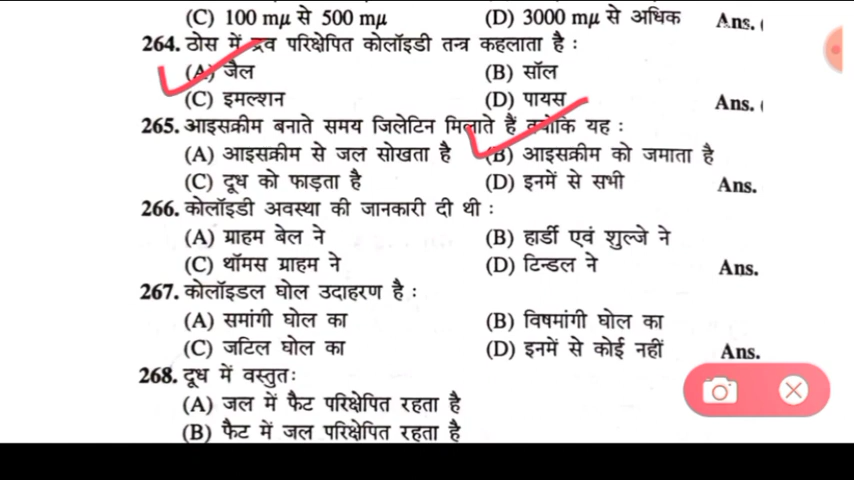 (C) 100 mμ से 500 mμ (D) 3000 mμ से अधिक Ans. (
264. ठोस में द्रव परिक्षेपित कोलॉइडी तन्त्र कहलाता है :
(A) जैल (B) सॉल
(C) इमल्शन (D) पायस Ans. (
265. आइसक्रीम बनाते समय जिलेटिन मिलाते हैं क्योंकि यह :
(A) आइसक्रीम से जल सोखता है (B) आइसक्रीम को जमाता है
(C) दूध को फाड़ता है (D) इनमें से सभी Ans.
266. कोलॉइडी अवस्था की जानकारी दी थी :
(A) ग्राहम बेल ने (B) हार्डी एवं शुल्जे ने
(C) थॉमस ग्राहम ने (D) टिन्डल ने Ans.
267. कोलॉइडल घोल उदाहरण है :
(A) समांगी घोल का (B) विषमांगी घोल का
(C) जटिल घोल का (D) इनमें से कोई नहीं Ans.
268. दूध में वस्तुतः
(A) जल में फैट परिक्षेपित रहता है
(B) फैट में जल परिक्षेपित रहता है